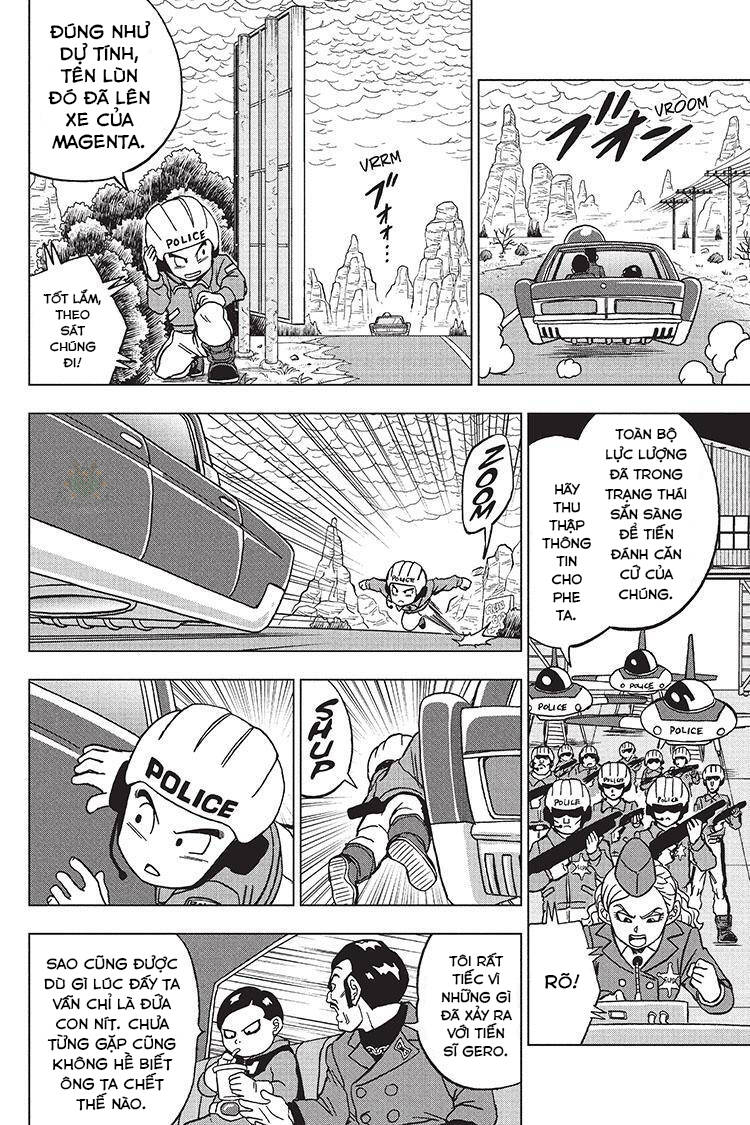 VROOM
ブオン
ĐÚNG NHƯ
DỰ TÍNH,
TÊN LÙN
ĐÓ ĐÃ LÊN
XE CỦA
MAGENTA.
VRRM
ブオォ...
POLICE
TỐT LẮM,
THEO
SÁT
CHÚNG
ĐI!
TOÀN BỘ
LỰC LƯỢNG
ĐÃ TRONG
TRẠNG THÁI
SẴN SÀNG
ĐỂ TIẾN
ĐÁNH CĂN
CỨ CỦA
CHÚNG.
HÃY
THU
THẬP
THÔNG
TIN
CHO
PHE
TA.
POLICE
POLICE
POLICE
POLICE
POLICE
RÕ!
ZOOM
POLICE
SHUP
POLICE
TÔI RẤT
TIẾC VÌ
NHỮNG GÌ
ĐÃ XẢY RA
VỚI TIẾN
SĨ GERO.
SAO CŨNG ĐƯỢC
DÙ GÌ LÚC ĐẤY TA
VẪN CHỈ LÀ ĐỨA
CON NÍT. CHƯA
TỪNG GẶP CŨNG
KHÔNG HỀ BIẾT
ÔNG TA CHẾT
THẾ NÀO.